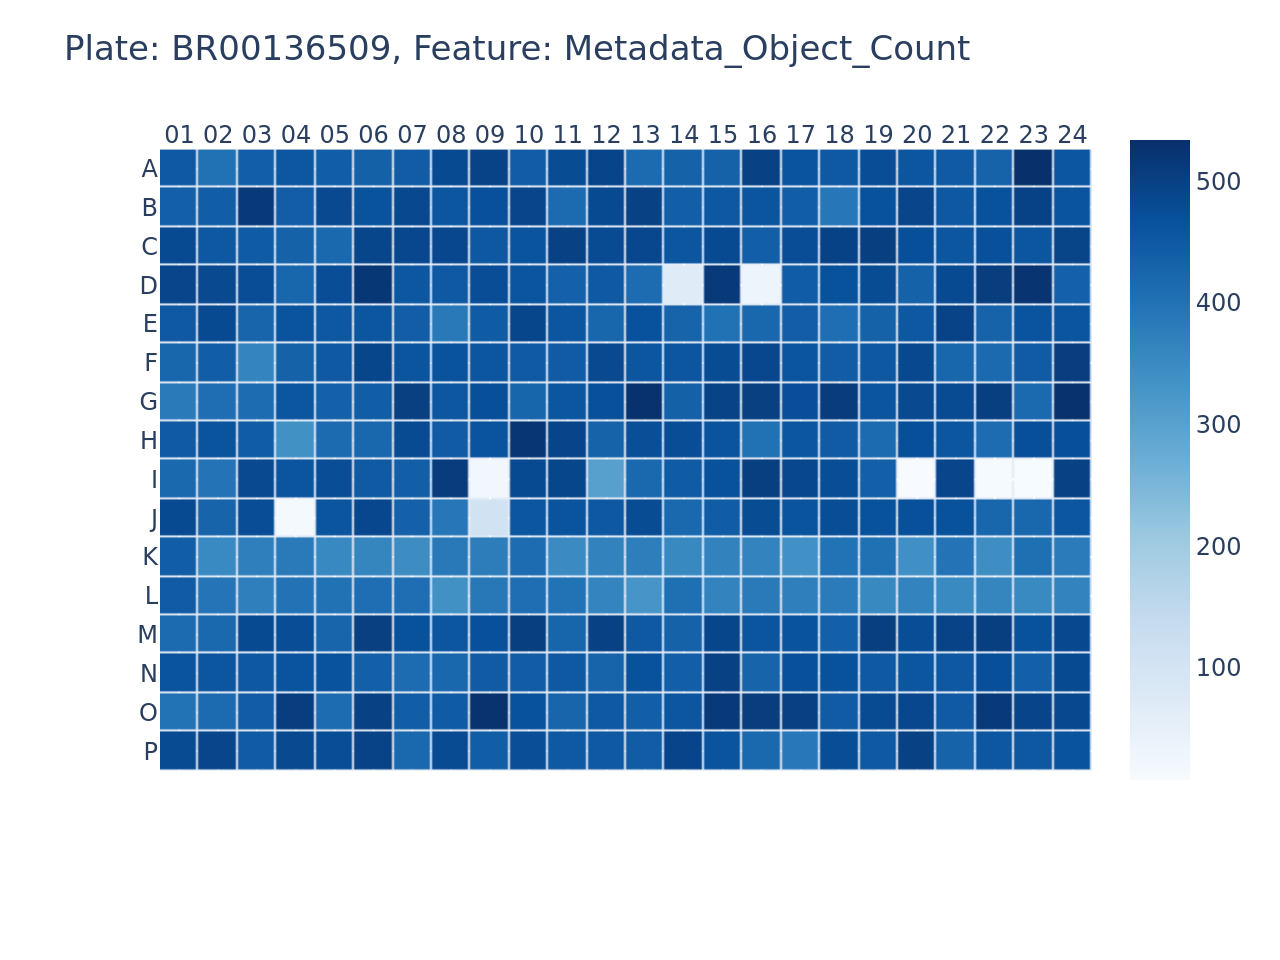 Plate: BR00136509, Feature: Metadata_Object_Count
01 02 03 04 05 06 07 08 09 10 11 12 13 14 15 16 17 18 19 20 21 22 23 24
A
B
C
D
E
F
G
H
I
J
K
L
M
N
O
P
500
400
300
200
100